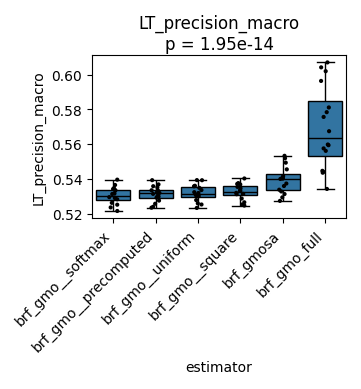 LT_precision_macro
p = 1.95e-14
LT_precision_macro
0.60
0.58
0.56
0.54
0.52
brf_gmo__softmax
brf_gmo__precomputed
brf_gmo__uniform
brf_gmo__square
brf_gmosa
brf_gmo_full
estimator